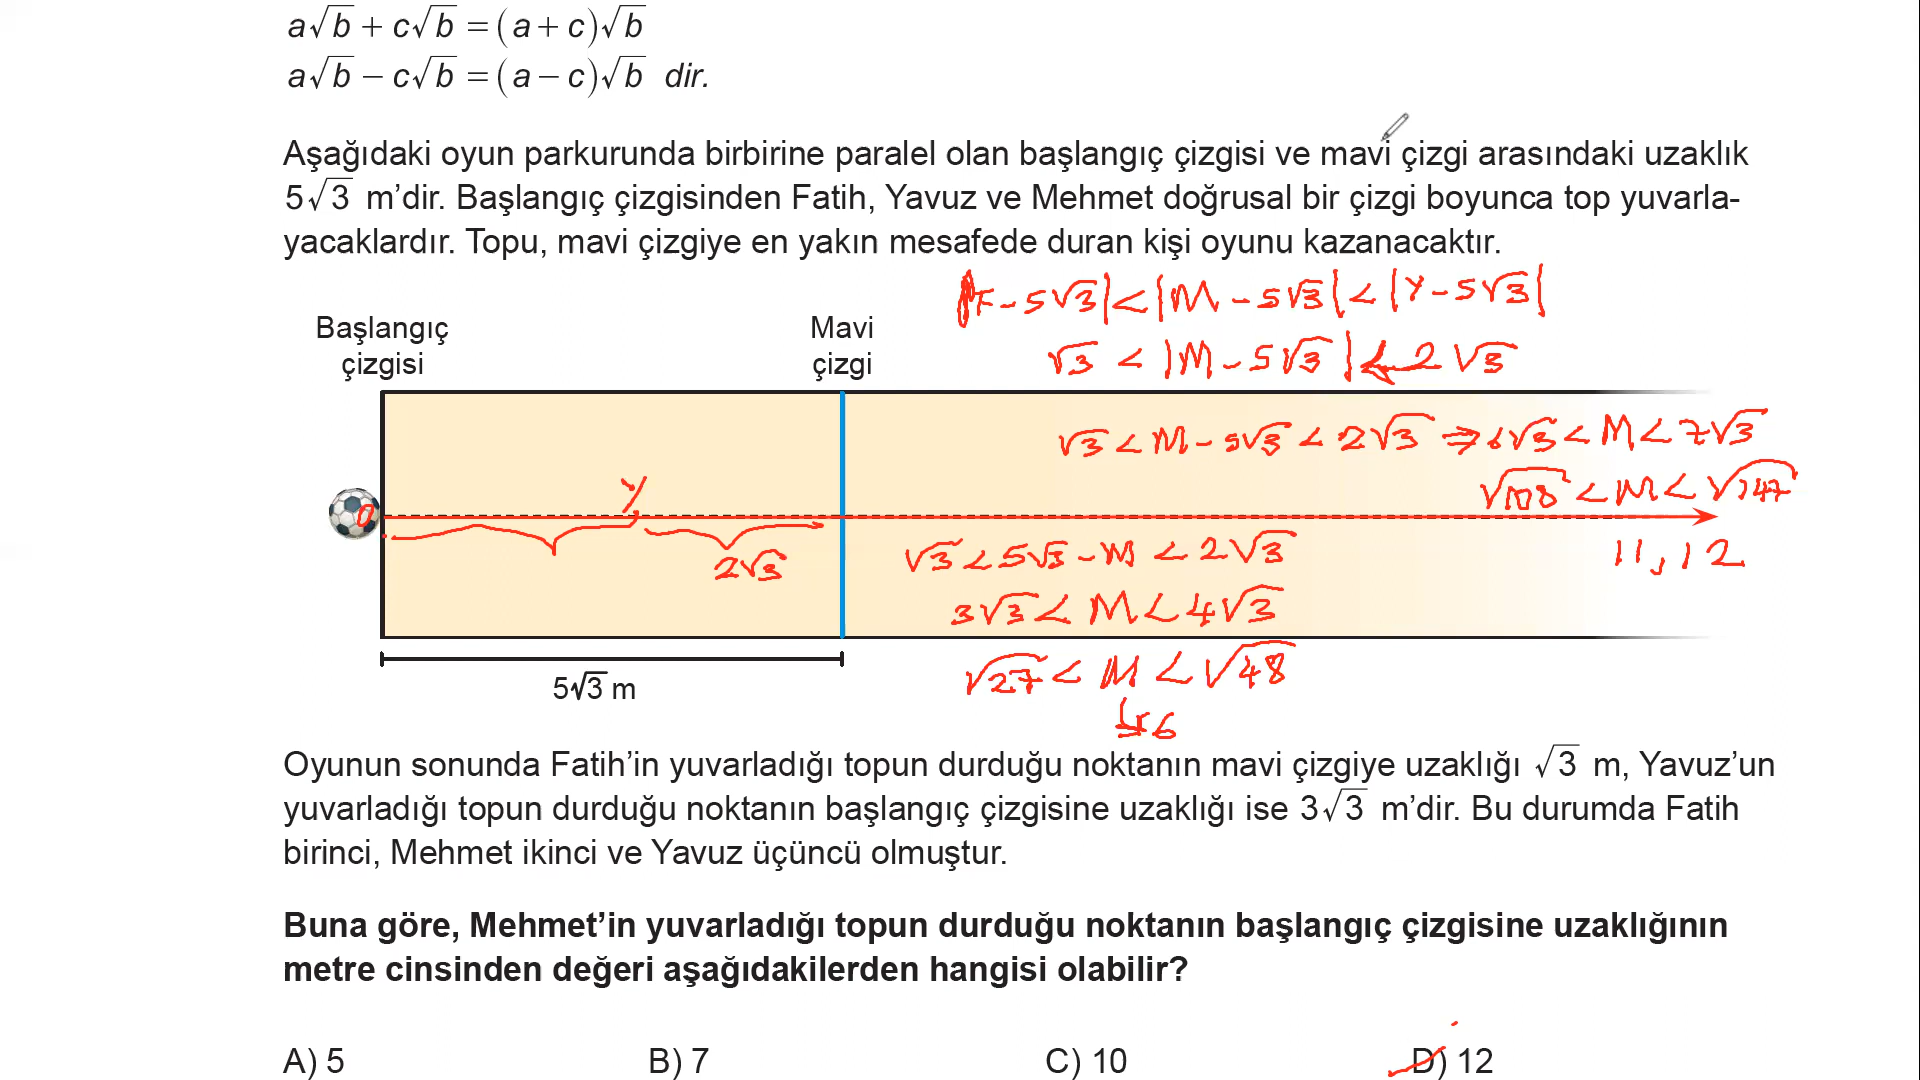 a√b + c√b = (a + c)√b
a√b − c√b = (a − c)√b dir.
Aşağıdaki oyun parkurunda birbirine paralel olan başlangıç çizgisi ve mavi çizgi arasındaki uzaklık
5√3 m’dir. Başlangıç çizgisinden Fatih, Yavuz ve Mehmet doğrusal bir çizgi boyunca top yuvarla-
yacaklardır. Topu, mavi çizgiye en yakın mesafede duran kişi oyunu kazanacaktır.
|F - 5√3| < |M - 5√3| < |Y - 5√3|
√3 < |M - 5√3| < 2√3
Başlangıç
çizgisi
Mavi
çizgi
√3 < M - 5√3 < 2√3 ⇒ 6√3 < M < 7√3
√108 < M < √147
0
Y
2√3
√3 < 5√3 - M < 2√3
11, 12
3√3 < M < 4√3
√27 < M < √48
6
5√3 m
Oyunun sonunda Fatih’in yuvarladığı topun durduğu noktanın mavi çizgiye uzaklığı √3 m, Yavuz’un
yuvarladığı topun durduğu noktanın başlangıç çizgisine uzaklığı ise 3√3 m’dir. Bu durumda Fatih
birinci, Mehmet ikinci ve Yavuz üçüncü olmuştur.
Buna göre, Mehmet’in yuvarladığı topun durduğu noktanın başlangıç çizgisine uzaklığının
metre cinsinden değeri aşağıdakilerden hangisi olabilir?
A) 5 B) 7 C) 10 D) 12